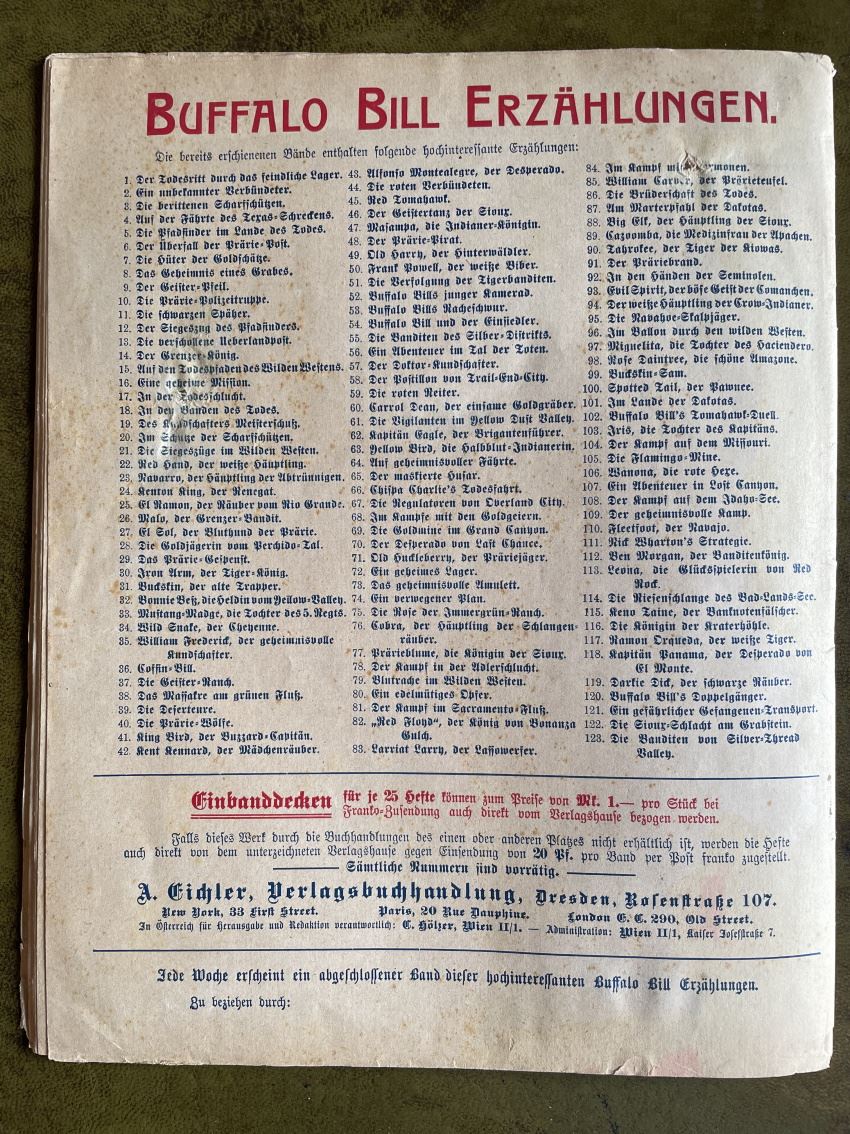 BUFFALO BILL ERZÄHLUNGEN.
Die bereits erschienenen Bände enthalten folgende hochinteressante Erzählungen:
1. Der Todesritt durch das feindliche Lager.
2. Ein unbekannter Verbündeter.
3. Die berittenen Scharfschützen.
4. Auf der Fährte des Texas-Schreckens.
5. Die Pfadfinder im Lande des Todes.
6. Der Überfall der Prärie-Post.
7. Die Hüter der Goldschätze.
8. Das Geheimnis eines Grabes.
9. Der Geister-Pfeil.
10. Die Prärie-Polizeitruppe.
11. Die schwarzen Späher.
12. Der Siegeszug des Pfadfinders.
13. Die verschollene Ueberlandpost.
14. Der Grenzer-König.
15. Auf den Todespfaden des Wilden Westens.
16. Eine geheime Mission.
17. In der Todesschlucht.
18. In den Banden des Todes.
19. Des Kundschafters Meisterschuß.
20. Im Schutze der Scharfschützen.
21. Die Siegeszüge im Wilden Westen.
22. Red Hand, der weiße Häuptling.
23. Navarro, der Häuptling der Abtrünnigen.
24. Kenton King, der Renegat.
25. El Ramon, der Räuber vom Rio Grande.
26. Malo, der Grenzer-Bandit.
27. El Sol, der Bluthund der Prärie.
28. Die Goldjägerin vom Perchido-Tal.
29. Das Prärie-Gespenst.
30. Iron Arm, der Tiger-König.
31. Buckskin, der alte Trapper.
32. Bonnie Beß, die Heldin vom Yellow-Valley.
33. Mustang-Madge, die Tochter des 5. Regts.
34. Wild Snake, der Cheyenne.
35. William Frederick, der geheimnisvolle
Kundschafter.
36. Coffin-Bill.
37. Die Geister-Ranch.
38. Das Massakre am grünen Fluß.
39. Die Deserteure.
40. Die Prärie-Wölfe.
41. King Bird, der Buzzard-Capitän.
42. Kent Kennard, der Mädchenräuber.
43. Alfonso Montealegre, der Desperado.
44. Die roten Verbündeten.
45. Red Tomahawk.
46. Der Geistertanz der Sioux.
47. Masampa, die Indianer-Königin.
48. Der Prärie-Pirat.
49. Old Harry, der Hinterwäldler.
50. Frank Powell, der weiße Biber.
51. Die Verfolgung der Tigerbanditen.
52. Buffalo Bills junger Kamerad.
53. Buffalo Bills Racheschwur.
54. Buffalo Bill und der Einsiedler.
55. Die Banditen des Silber-Distrikts.
56. Ein Abenteuer im Tal der Toten.
57. Der Doktor-Kundschafter.
58. Der Postillon von Trail-End-City.
59. Die roten Reiter.
60. Carrol Dean, der einsame Goldgräber.
61. Die Vigilanten im Yellow Dust Valley.
62. Kapitän Eagle, der Brigantenführer.
63. Yellow Bird, die Halbblut-Indianerin.
64. Auf geheimnisvoller Fährte.
65. Der maskierte Husar.
66. Chispa Charlie's Todesfahrt.
67. Die Regulatoren von Overland City.
68. Im Kampfe mit den Goldgeiern.
69. Die Goldmine im Grand Canyon.
70. Der Desperado von Last Chance.
71. Old Huckleberry, der Präriejäger.
72. Ein geheimes Lager.
73. Das geheimnisvolle Amulett.
74. Ein verwegener Plan.
75. Die Rose der Immergrün-Ranch.
76. Cobra, der Häuptling der Schlangen-
räuber.
77. Prärieblume, die Königin der Sioux.
78. Der Kampf in der Adlerschlucht.
79. Blutrache im Wilden Westen.
80. Ein edelmütiges Opfer.
81. Der Kampf im Sacramento-Fluß.
82. „Red Floyd“, der König von Bonanza
Gulch.
83. Larriat Larry, der Lassowerfer.
84. Im Kampf mormonen.
85. William Carver, der Prärieteufel.
86. Die Brüderschaft des Todes.
87. Am Marterpfahl der Dakotas.
88. Big Elk, der Häuptling der Sioux.
89. Cazoomba, die Medizinfrau der Apachen.
90. Tahrokee, der Tiger der Kiowas.
91. Der Präriebrand.
92. In den Händen der Seminolen.
93. Evil Spirit, der böse Geist der Comanchen.
94. Der weiße Häuptling der Crow-Indianer.
95. Die Navahoe-Skalpjäger.
96. Im Ballon durch den wilden Westen.
97. Miguelita, die Tochter des Haciendero.
98. Rose Daintree, die schöne Amazone.
99. Buckskin-Sam.
100. Spotted Tail, der Pawnee.
101. Im Lande der Dakotas.
102. Buffalo Bill's Tomahawk-Duell.
103. Iris, die Tochter des Kapitäns.
104. Der Kampf auf dem Missouri.
105. Die Flamingo-Mine.
106. Wanona, die rote Hexe.
107. Ein Abenteuer in Lost Canyon.
108. Der Kampf auf dem Idaho-See.
109. Der geheimnisvolle Kamp.
110. Fleetfoot, der Navajo.
111. Nick Wharton's Strategie.
112. Ben Morgan, der Banditenkönig.
113. Leona, die Glücksspielerin von Red
Rock.
114. Die Riesenschlange des Bad-Lands-See.
115. Keno Taine, der Banknotenfälscher.
116. Die Königin der Kraterhöhle.
117. Ramon Orqueda, der weiße Tiger.
118. Kapitän Panama, der Desperado von
El Monte.
119. Darkie Dick, der schwarze Räuber.
120. Buffalo Bill's Doppelgänger.
121. Ein gefährlicher Gefangenen-Transport.
122. Die Sioux-Schlacht am Grabstein.
123. Die Banditen von Silver-Thread
Valley.
Einbanddecken für je 25 Hefte können zum Preise von Mk. 1.— pro Stück bei
Franko-Zusendung auch direkt vom Verlagshause bezogen werden.
Falls dieses Werk durch die Buchhandlungen des einen oder anderen Platzes nicht erhältlich ist, werden die Hefte
auch direkt von dem unterzeichneten Verlagshause gegen Einsendung von 20 Pf. pro Band per Post franko zugestellt.
Sämtliche Nummern sind vorrätig.
A. Eichler, Verlagsbuchhandlung, Dresden, Rosenstraße 107.
New York, 33 First Street. Paris, 20 Rue Dauphine. London E. C. 290, Old Street.
In Österreich für Herausgabe und Redaktion verantwortlich: C. Hölzer, Wien II/1. — Administration: Wien II/1, Kaiser Josefstraße 7.
Jede Woche erscheint ein abgeschlossener Band dieser hochinteressanten Buffalo Bill Erzählungen.
Zu beziehen durch: